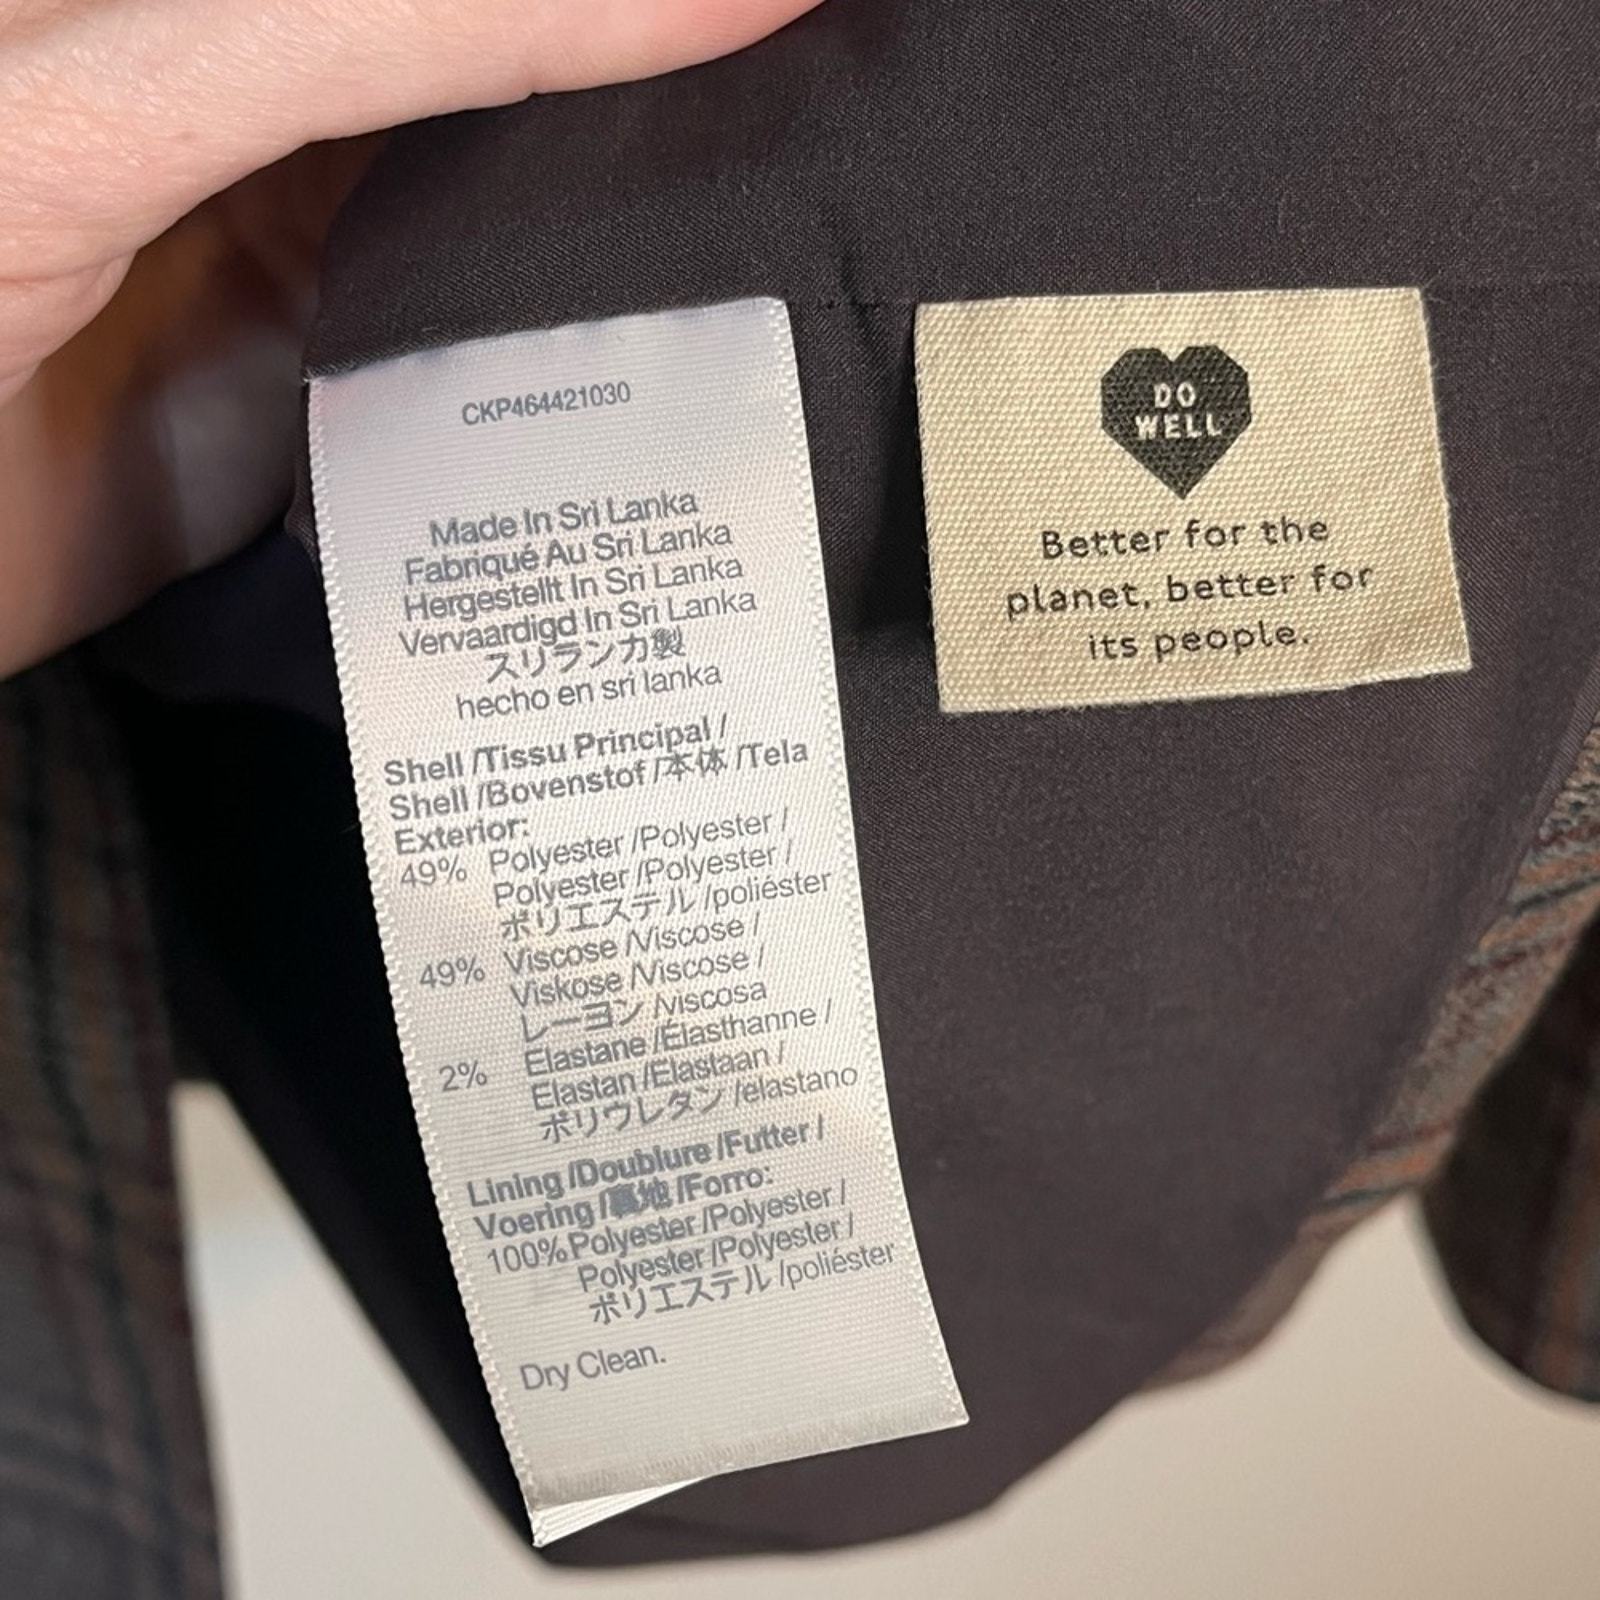 CKP464421030
Made In Sri Lanka
Fabriqué Au Sri Lanka
Hergestellt In Sri Lanka
Vervaardigd In Sri Lanka
スリランカ製
hecho en sri lanka
Shell /Tissu Principal /
Shell /Bovenstof /本体 /Tela
Exterior:
49% Polyester /Polyester /
Polyester /Polyester /
ポリエステル /poliéster
49% Viscose /Viscose /
Viskose /Viscose /
レーヨン /viscosa
2% Elastane /Élasthanne /
Elastan /Elastaan /
ポリウレタン /elastano
Lining /Doublure /Futter /
Voering /裏地 /Forro:
100% Polyester /Polyester /
Polyester /Polyester /
ポリエステル /poliéster
Dry Clean.
DO
WELL
Better for the
planet, better for
its people.